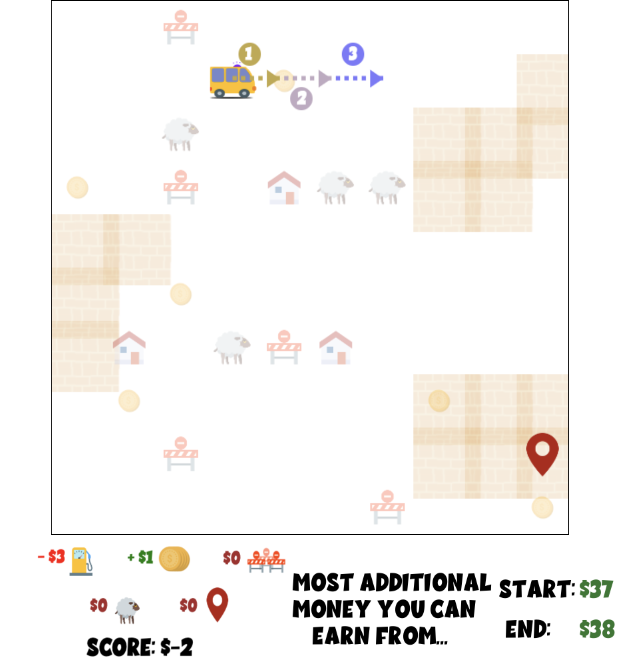 1
3
2
- $3
+ $1
$0
$0
$0
SCORE: $-2
MOST ADDITIONAL
MONEY YOU CAN
EARN FROM...
START: $37
END: $38